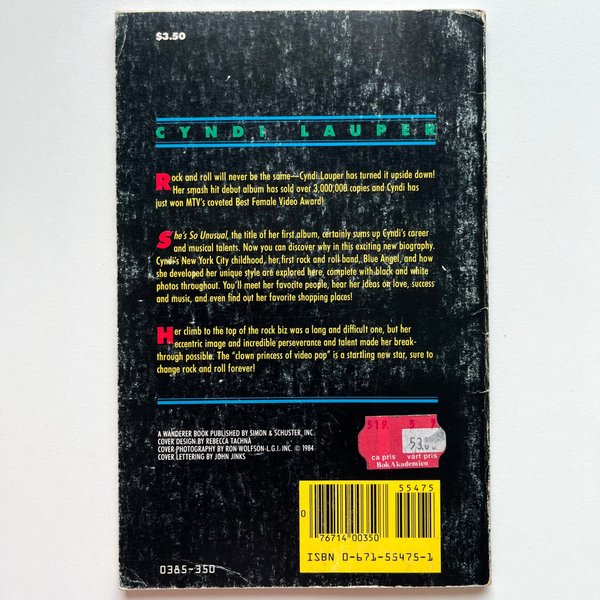 $3.50
CYNDI LAUPER
Rock and roll will never be the same—Cyndi Lauper has turned it upside down!
Her smash hit debut album has sold over 3,000,000 copies and Cyndi has
just won MTV's coveted Best Female Video Award!
She's So Unusual, the title of her first album, certainly sums up Cyndi's career
and musical talents. Now you can discover why in this exciting new biography.
Cyndi's New York City childhood, her first rock and roll band, Blue Angel, and how
she developed her unique style are explored here, complete with black and white
photos throughout. You'll meet her favorite people, hear her ideas on love, success
and music, and even find out her favorite shopping places!
Her climb to the top of the rock biz was a long and difficult one, but her
eccentric image and incredible perseverance and talent made her break-
through possible. The "clown princess of video pop" is a startling new star, sure to
change rock and roll forever!
A WANDERER BOOK PUBLISHED BY SIMON & SCHUSTER, INC.
COVER DESIGN BY REBECCA TACHNA
COVER PHOTOGRAPHY BY RON WOLFSON-L.G.I. INC. © 1984
COVER LETTERING BY JOHN JINKS
ca pris vårt pris
Bok Akademien
55475
0
76714 00350
ISBN 0-671-55475-1
0385-350